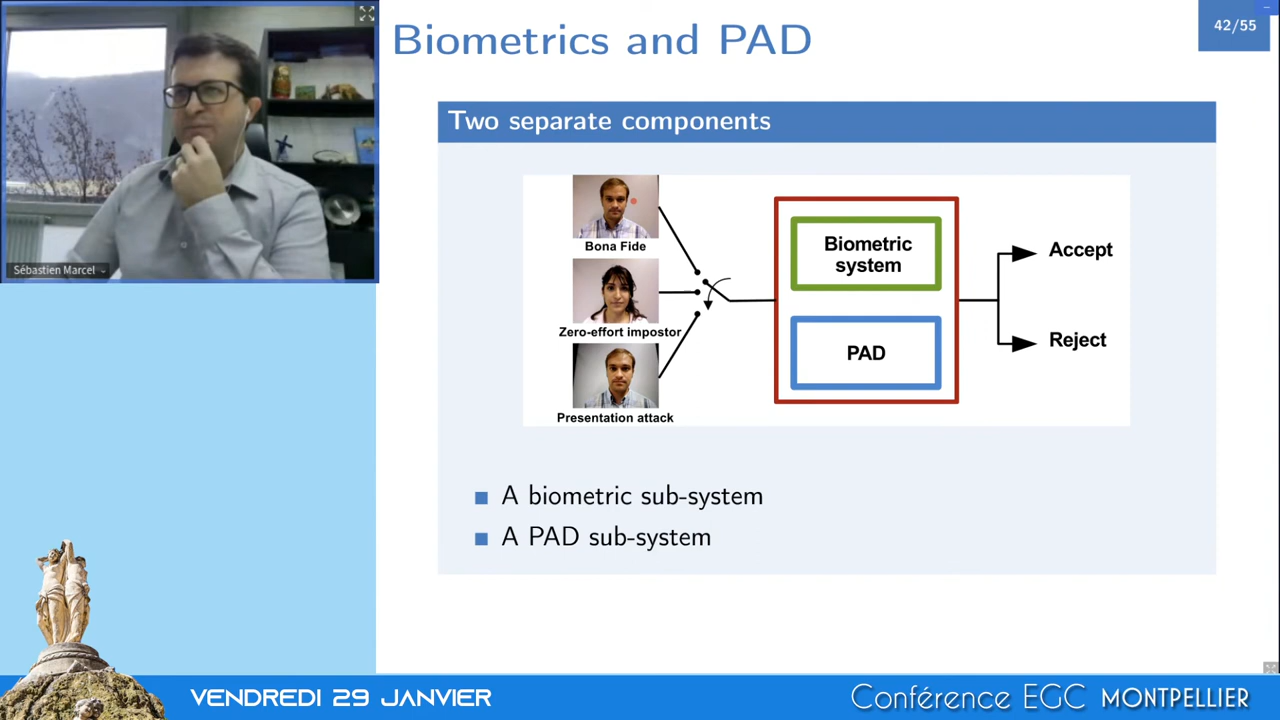 Sébastien Marcel
Biometrics and PAD
42/55
Two separate components
Bona Fide
Zero-effort impostor
Presentation attack
Biometric
system
PAD
Accept
Reject
A biometric sub-system
A PAD sub-system
VENDREDI 29 JANVIER
Conférence EGC MONTPELLIER